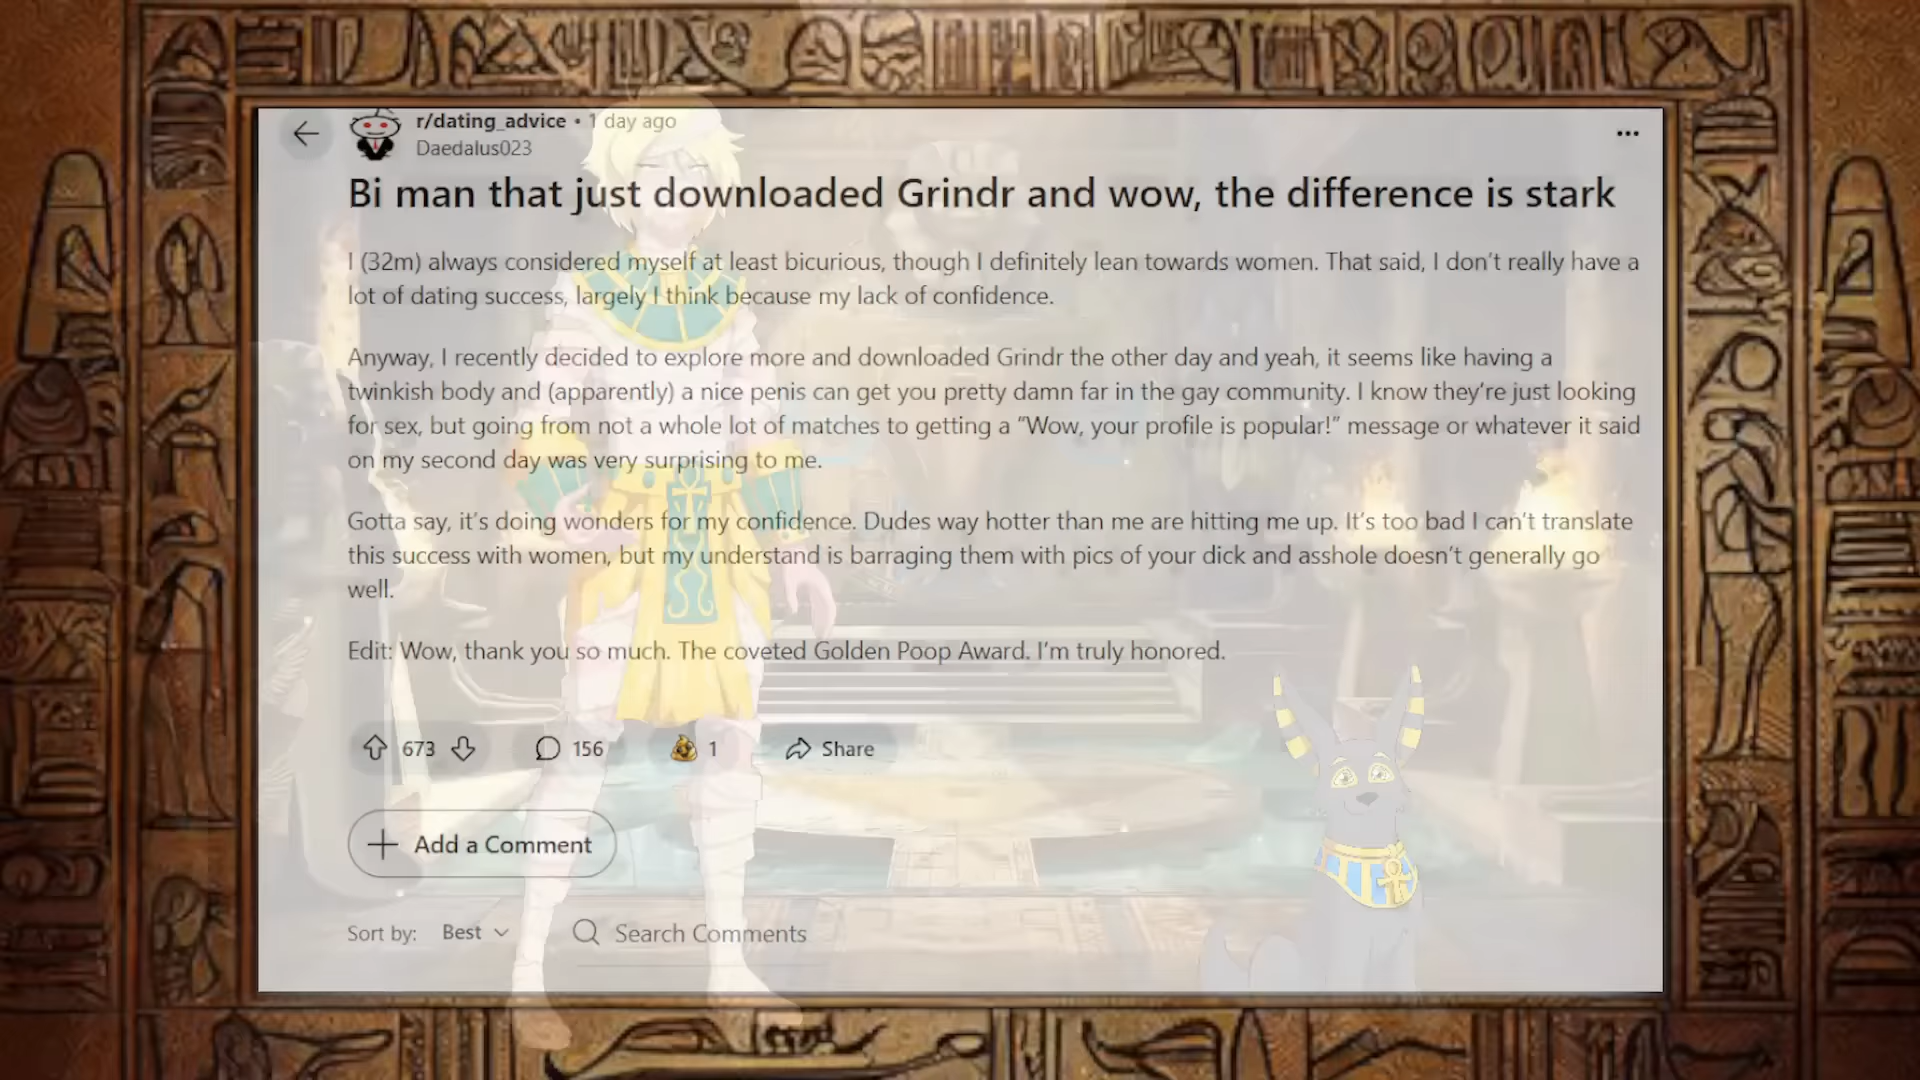 r/dating_advice • 1 day ago
Daedalus023
Bi man that just downloaded Grindr and wow, the difference is stark
I (32m) always considered myself at least bicurious, though I definitely lean towards women. That said, I don't really have a
lot of dating success, largely I think because my lack of confidence.
Anyway, I recently decided to explore more and downloaded Grindr the other day and yeah, it seems like having a
twinkish body and (apparently) a nice penis can get you pretty damn far in the gay community. I know they're just looking
for sex, but going from not a whole lot of matches to getting a "Wow, your profile is popular!" message or whatever it said
on my second day was very surprising to me.
Gotta say, it's doing wonders for my confidence. Dudes way hotter than me are hitting me up. It's too bad I can't translate
this success with women, but my understand is barraging them with pics of your dick and asshole doesn't generally go
well.
Edit: Wow, thank you so much. The coveted Golden Poop Award. I'm truly honored.
673 156 1 Share
Add a Comment
Sort by: Best Search Comments